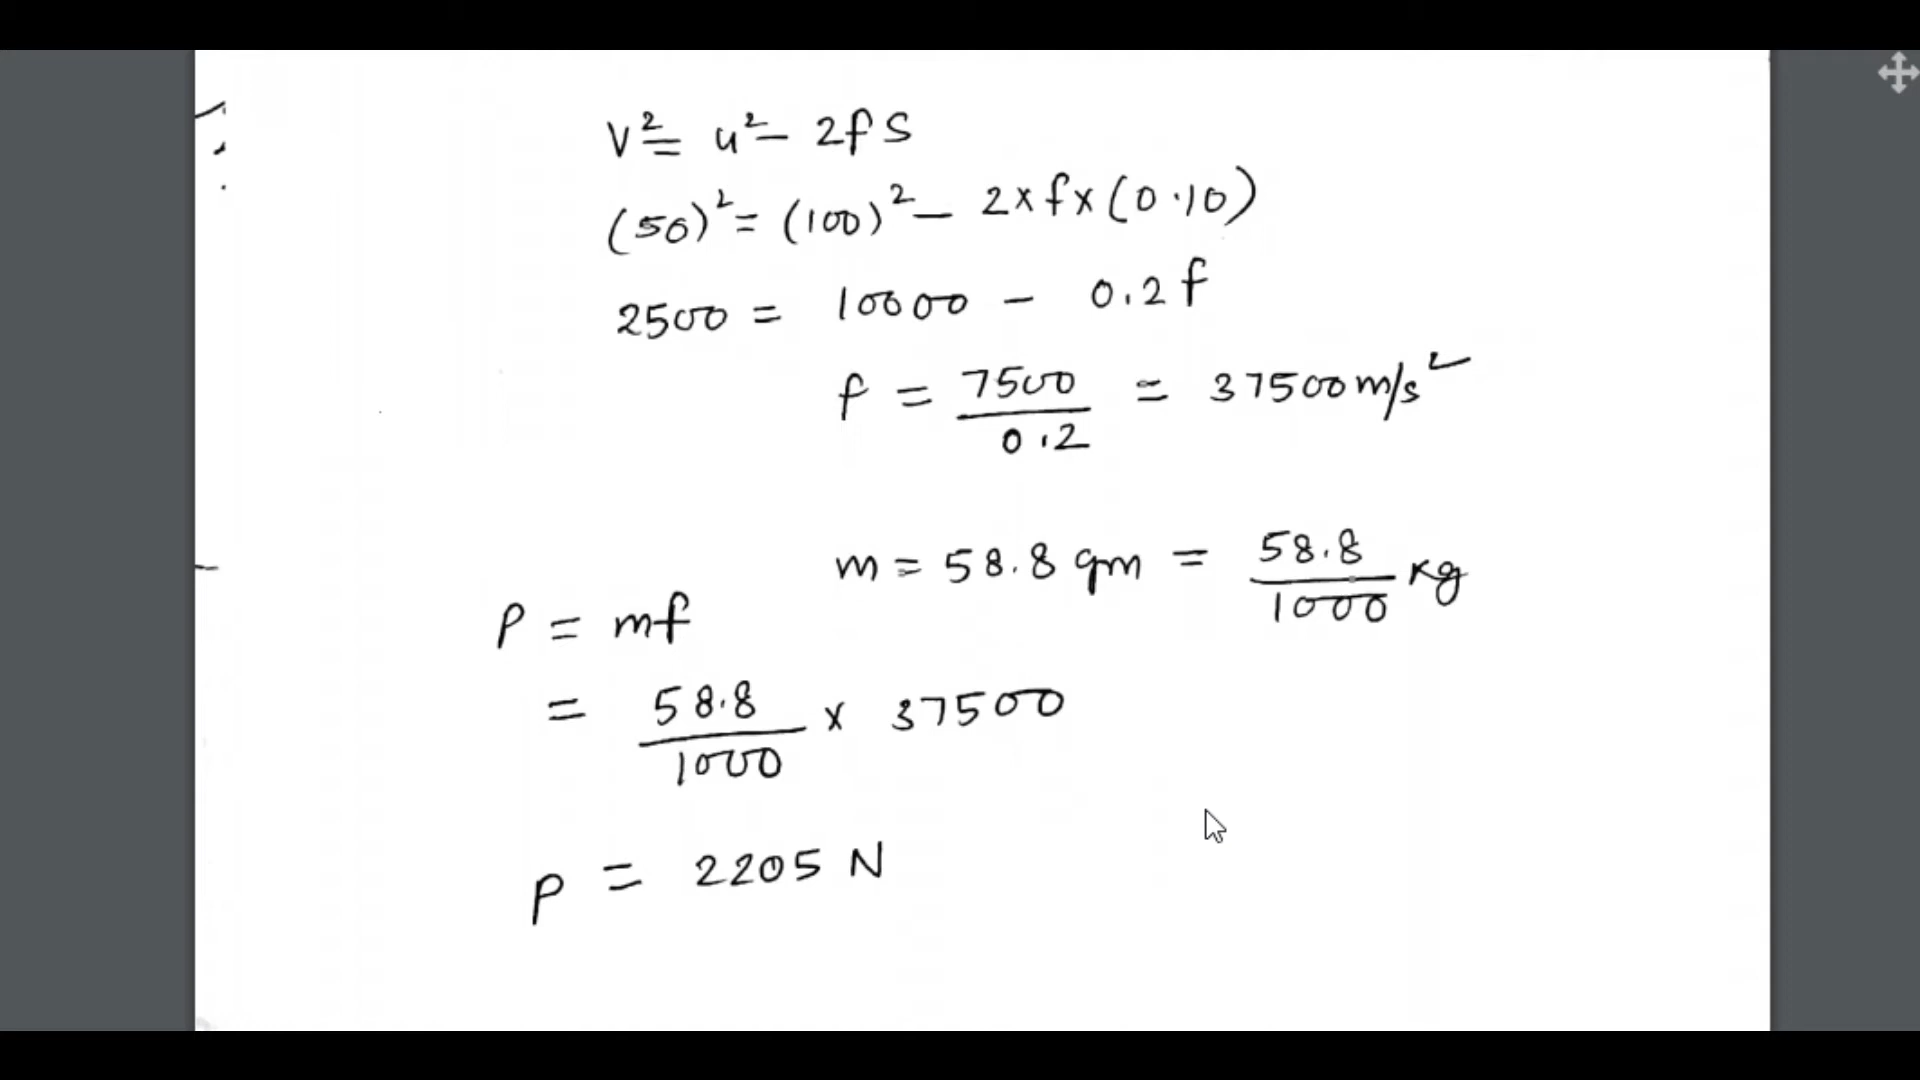 V² = u² - 2fS
(50)² = (100)² - 2×f×(0.10)
2500 = 10000 - 0.2f
f = 7500/0.2 = 37500 m/s²
m = 58.8 gm = 58.8/1000 kg
P = mf
= 58.8/1000 × 37500
P = 2205 N